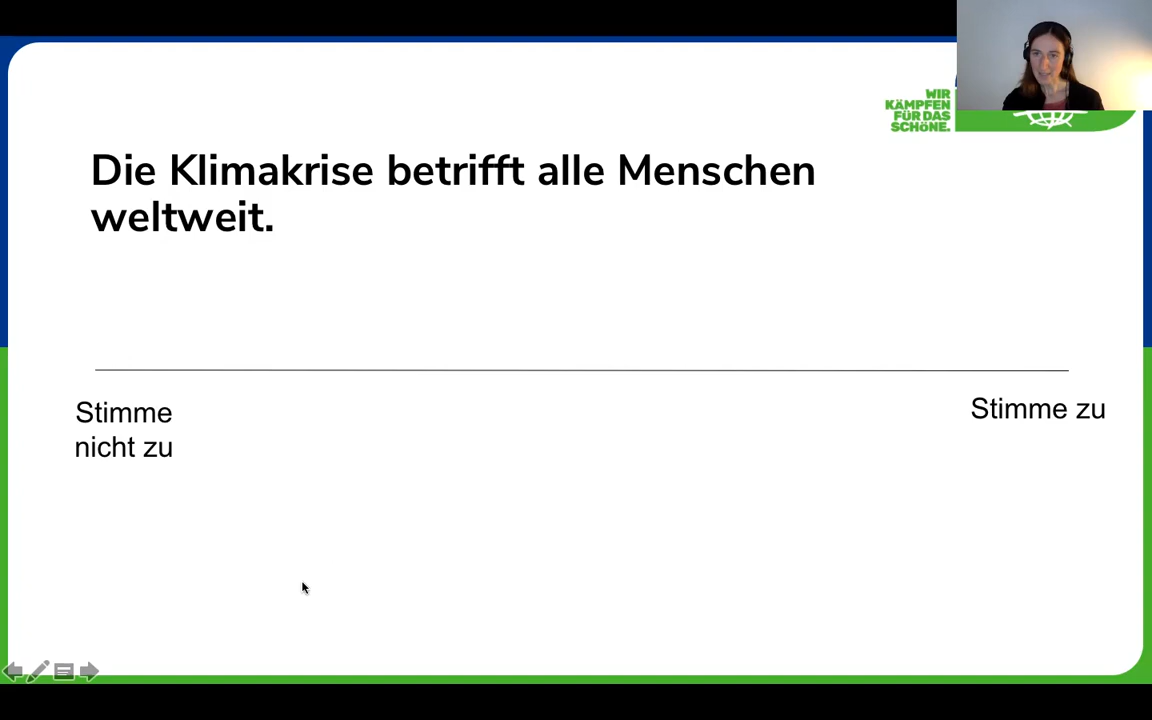 WIR
KÄMPFEN
FÜR DAS
SCHÖNE.
Die Klimakrise betrifft alle Menschen
weltweit.
Stimme
nicht zu
Stimme zu